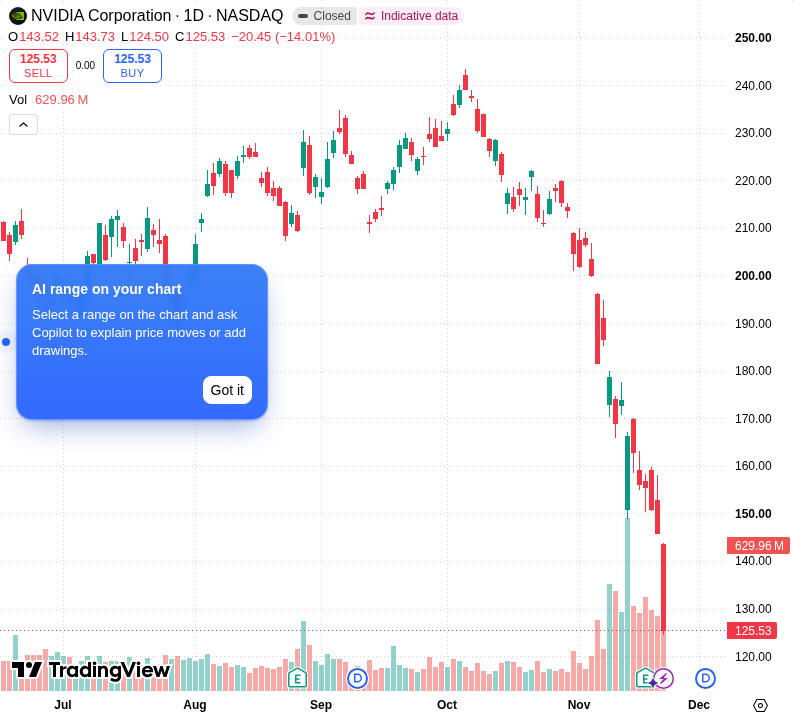 NVIDIA Corporation · 1D · NASDAQ Closed Indicative data
O143.52 H143.73 L124.50 C125.53 −20.45 (−14.01%)
125.53
SELL
0.00
125.53
BUY
Vol 629.96 M
AI range on your chart
Select a range on the chart and ask
Copilot to explain price moves or add
drawings.
Got it
250.00
240.00
230.00
220.00
210.00
200.00
190.00
180.00
170.00
160.00
150.00
629.96 M
140.00
130.00
125.53
120.00
TradingView
E
D
E
D
Jul Aug Sep Oct Nov Dec